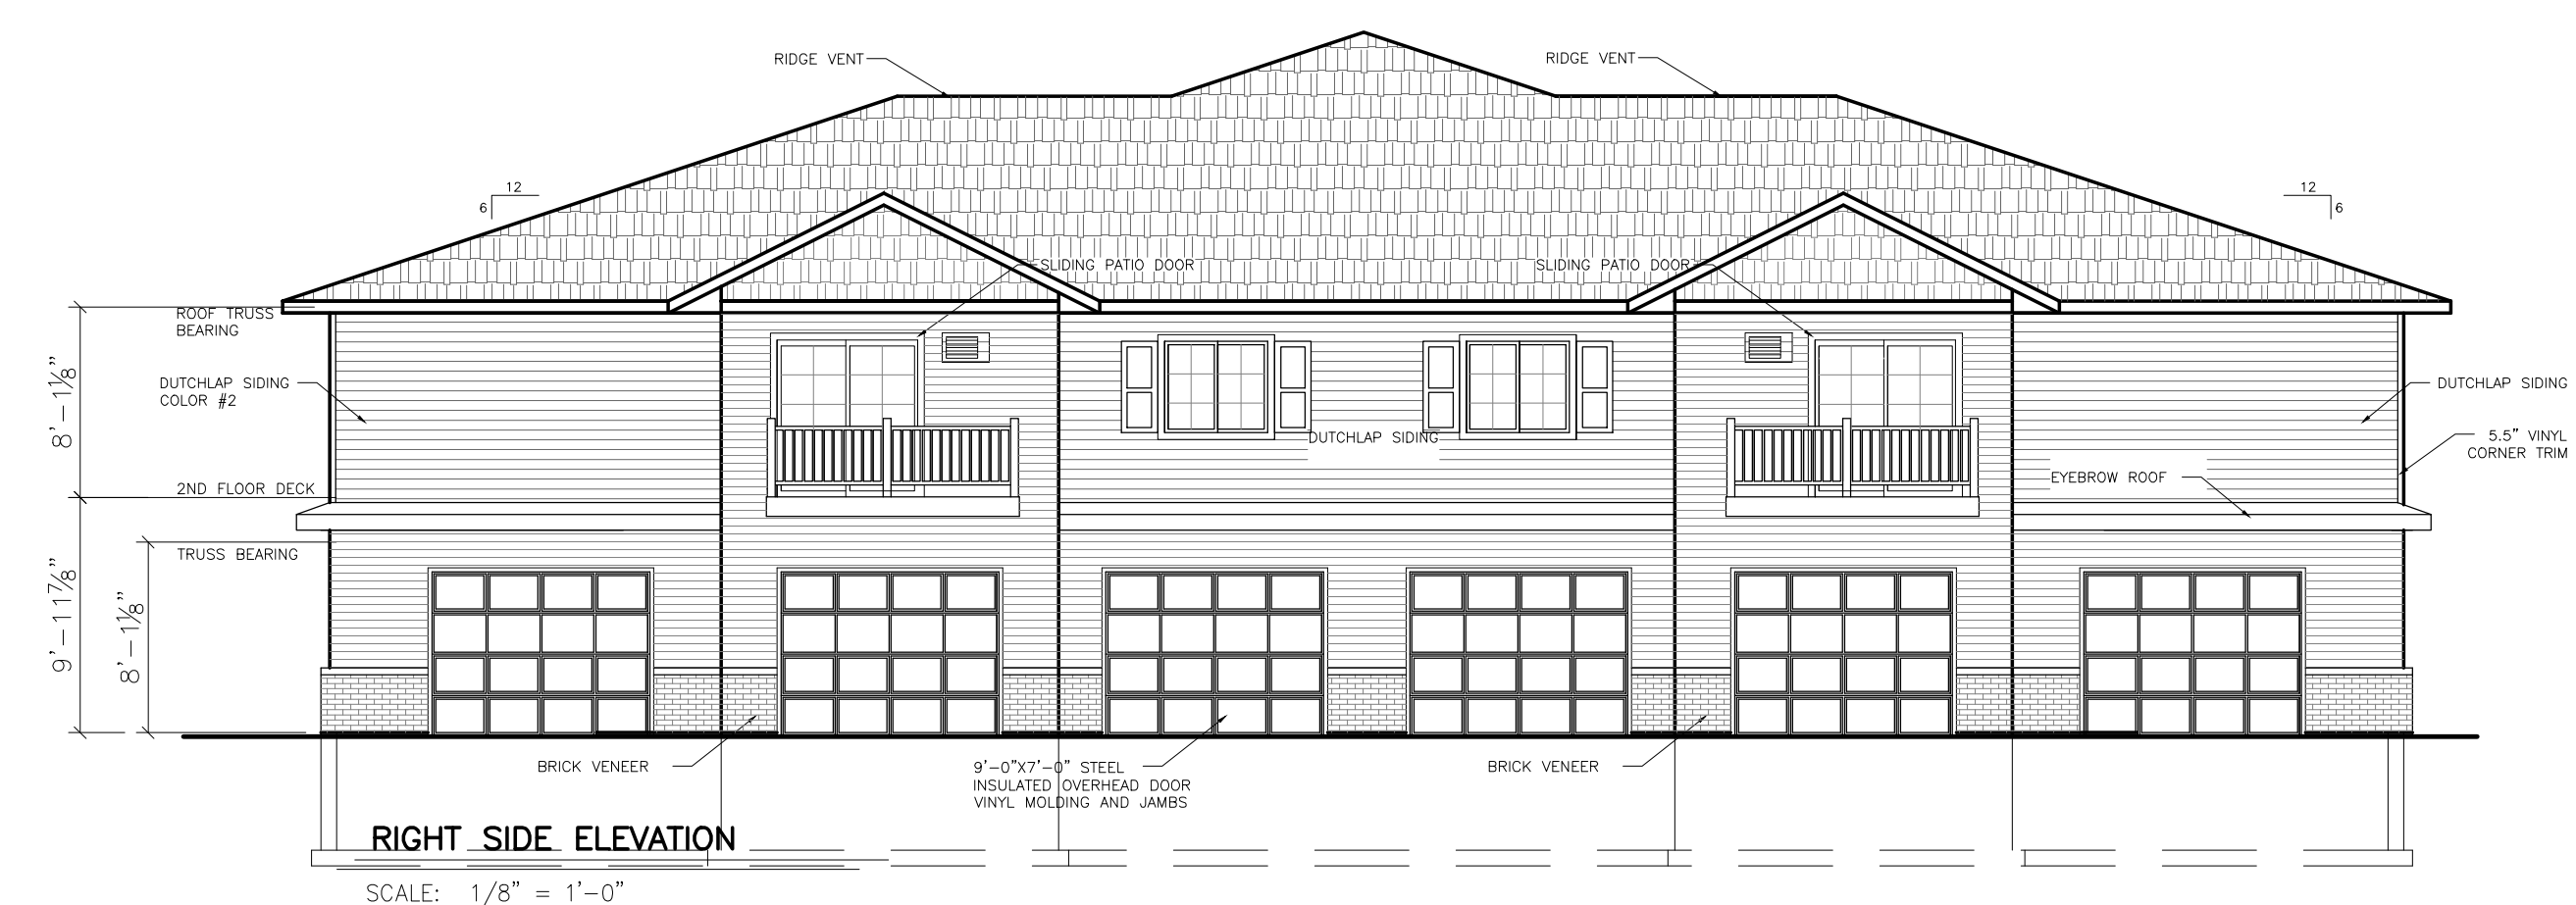 RIDGE VENT
RIDGE VENT
12
6
12
6
SLIDING PATIO DOOR
SLIDING PATIO DOOR
ROOF TRUSS
BEARING
8'-1⅛"
DUTCHLAP SIDING
COLOR #2
DUTCHLAP SIDING
DUTCHLAP SIDING
5.5" VINYL
CORNER TRIM
EYEBROW ROOF
2ND FLOOR DECK
TRUSS BEARING
9'-11⅞"
8'-1⅛"
BRICK VENEER
9'-0"X7'-0" STEEL
INSULATED OVERHEAD DOOR
VINYL MOLDING AND JAMBS
BRICK VENEER
RIGHT SIDE ELEVATION
SCALE: 1/8" = 1'-0"